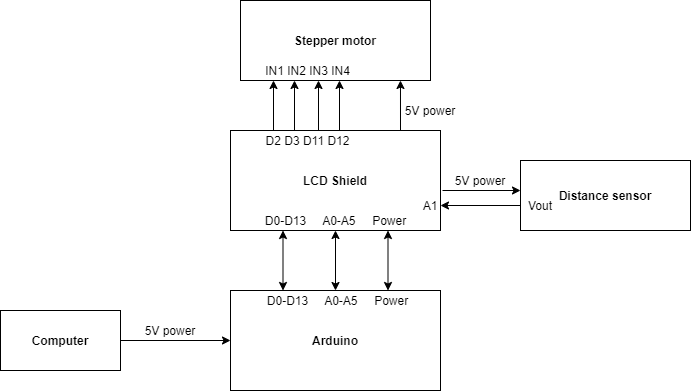 Stepper motor
IN1 IN2 IN3 IN4
5V power
D2 D3 D11 D12
LCD Shield
5V power
Distance sensor
A1
Vout
D0-D13 A0-A5 Power
D0-D13 A0-A5 Power
5V power
Computer
Arduino